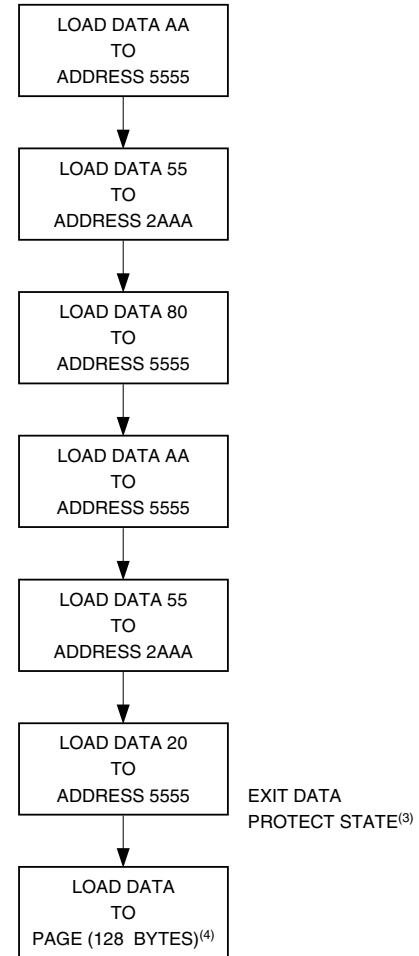 LOAD DATA AA
TO
ADDRESS 5555
LOAD DATA 55
TO
ADDRESS 2AAA
LOAD DATA 80
TO
ADDRESS 5555
LOAD DATA AA
TO
ADDRESS 5555
LOAD DATA 55
TO
ADDRESS 2AAA
LOAD DATA 20
TO
ADDRESS 5555
EXIT DATA
PROTECT STATE(3)
LOAD DATA
TO
PAGE (128 BYTES)(4)